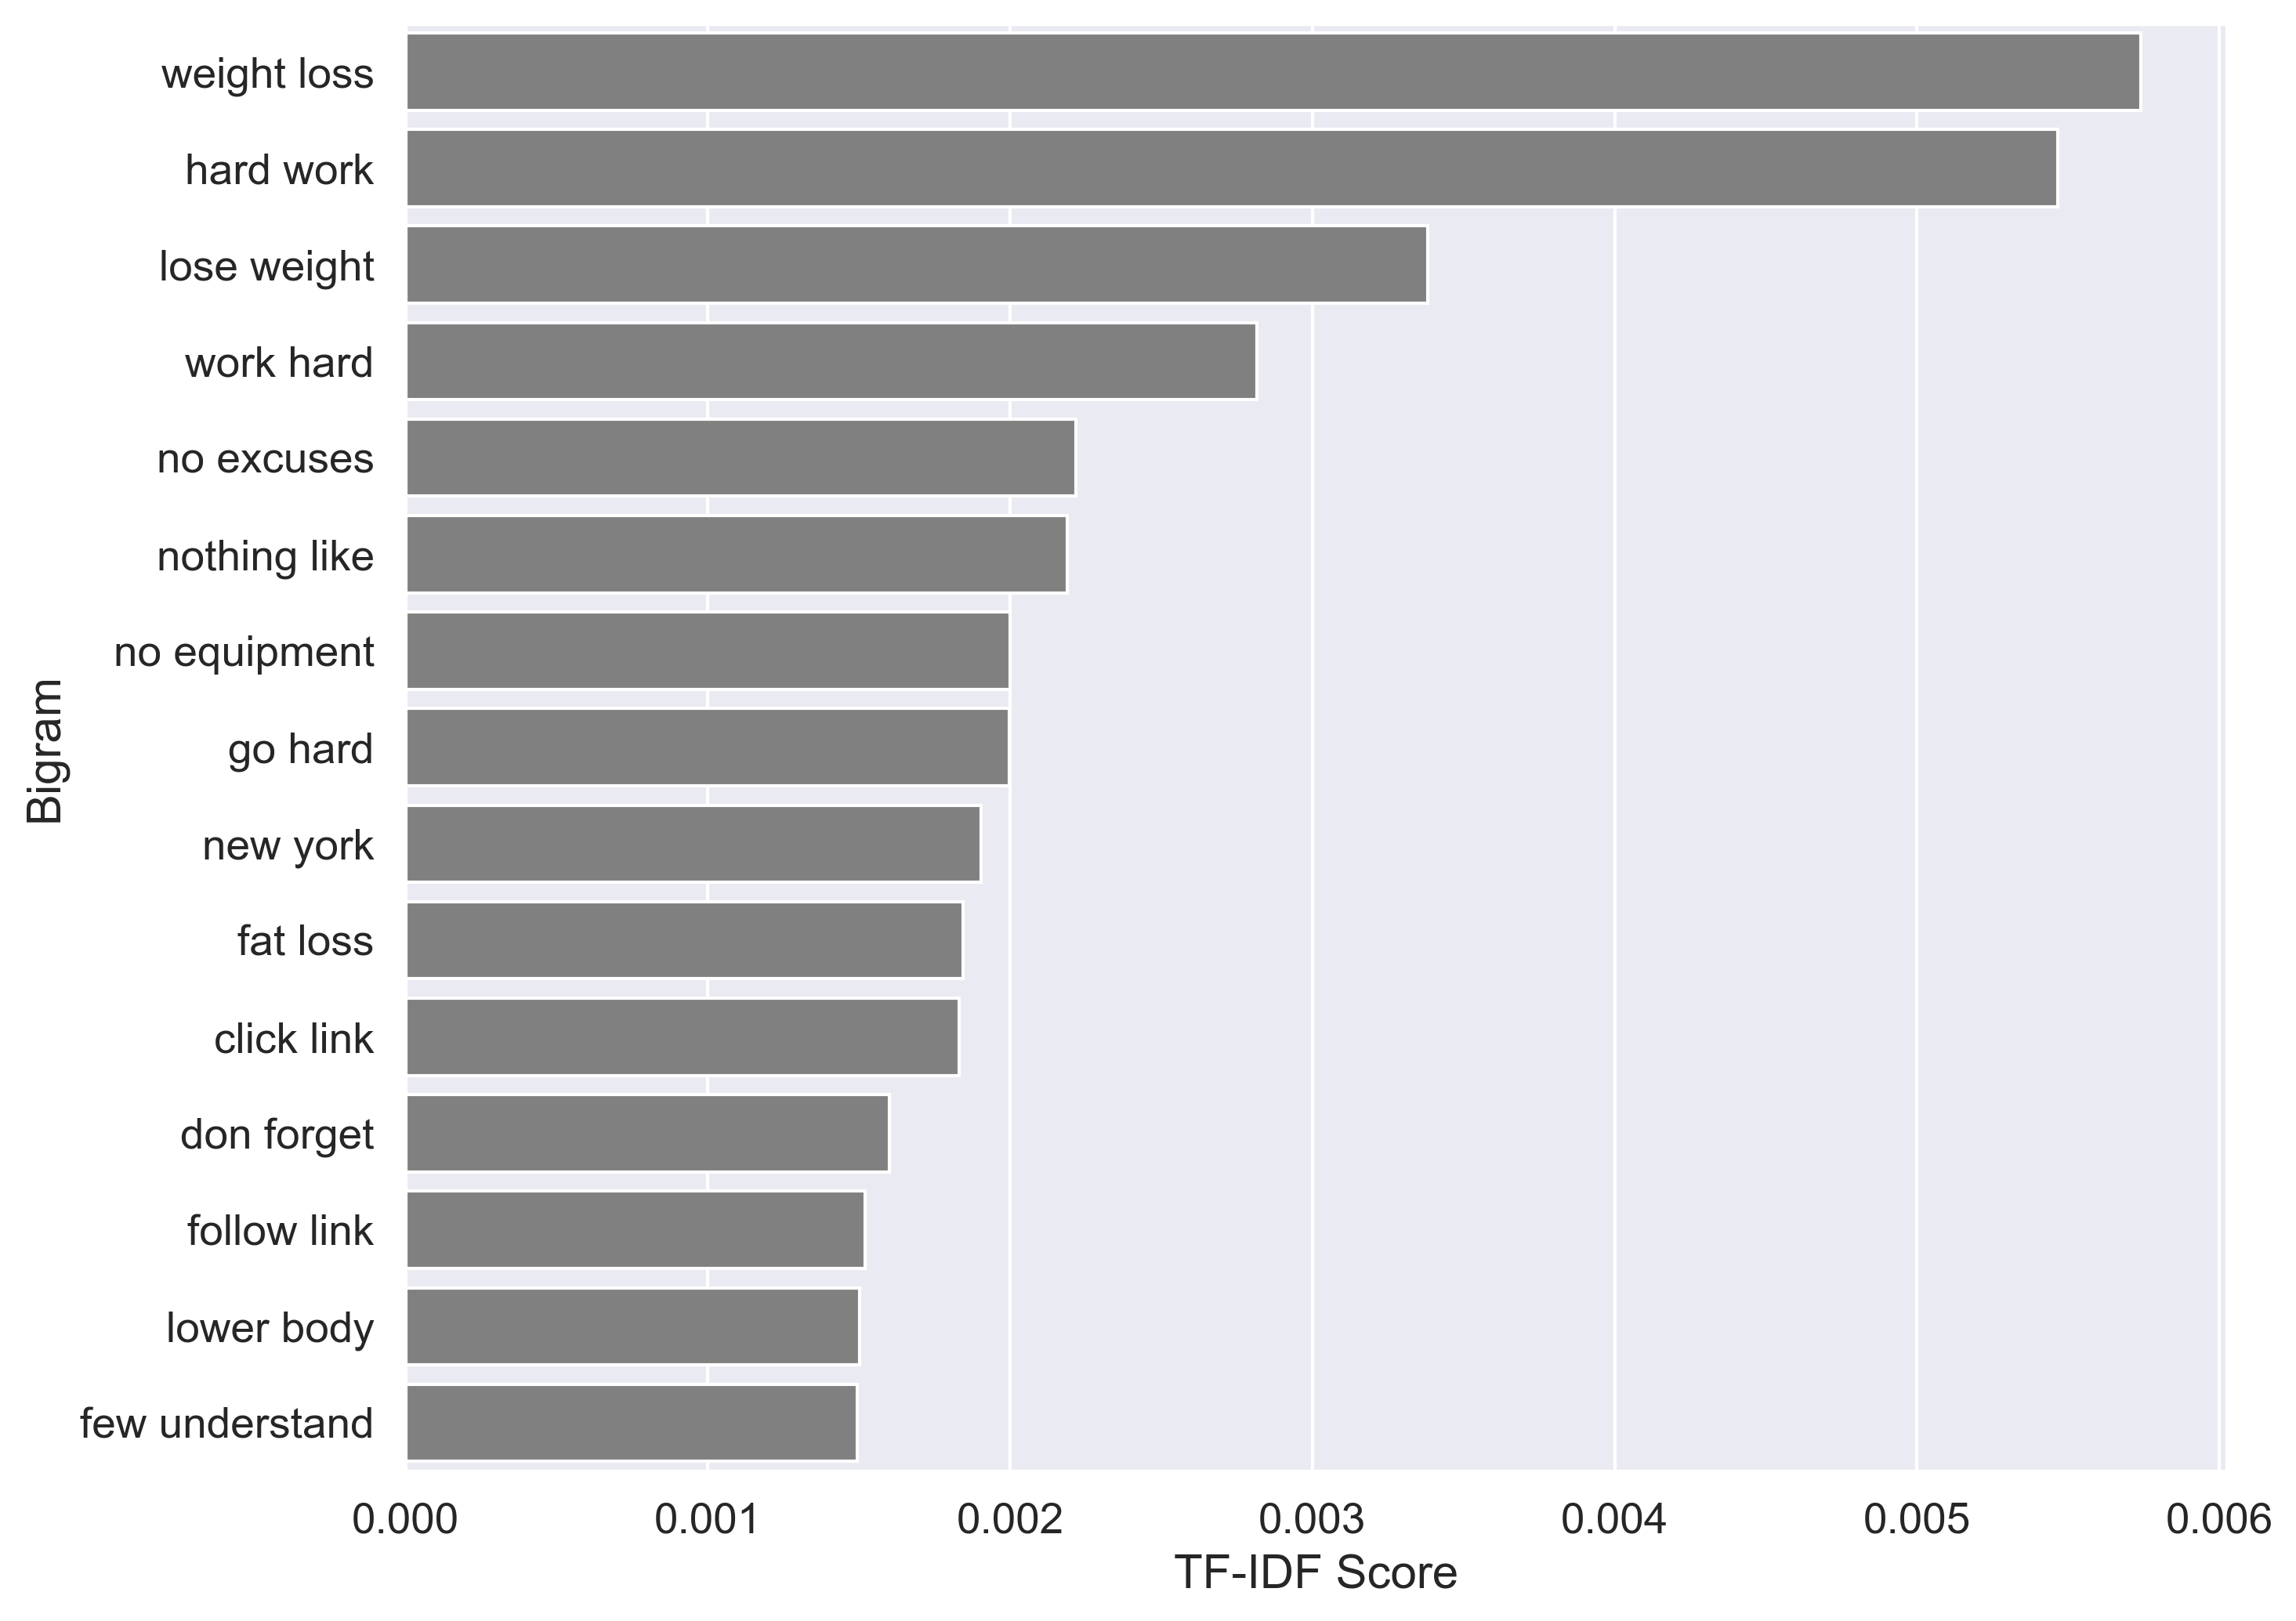 weight loss
hard work
lose weight
work hard
no excuses
nothing like
no equipment
go hard
new york
fat loss
click link
don forget
follow link
lower body
few understand
Bigram
0.000 0.001 0.002 0.003 0.004 0.005 0.006
TF-IDF Score